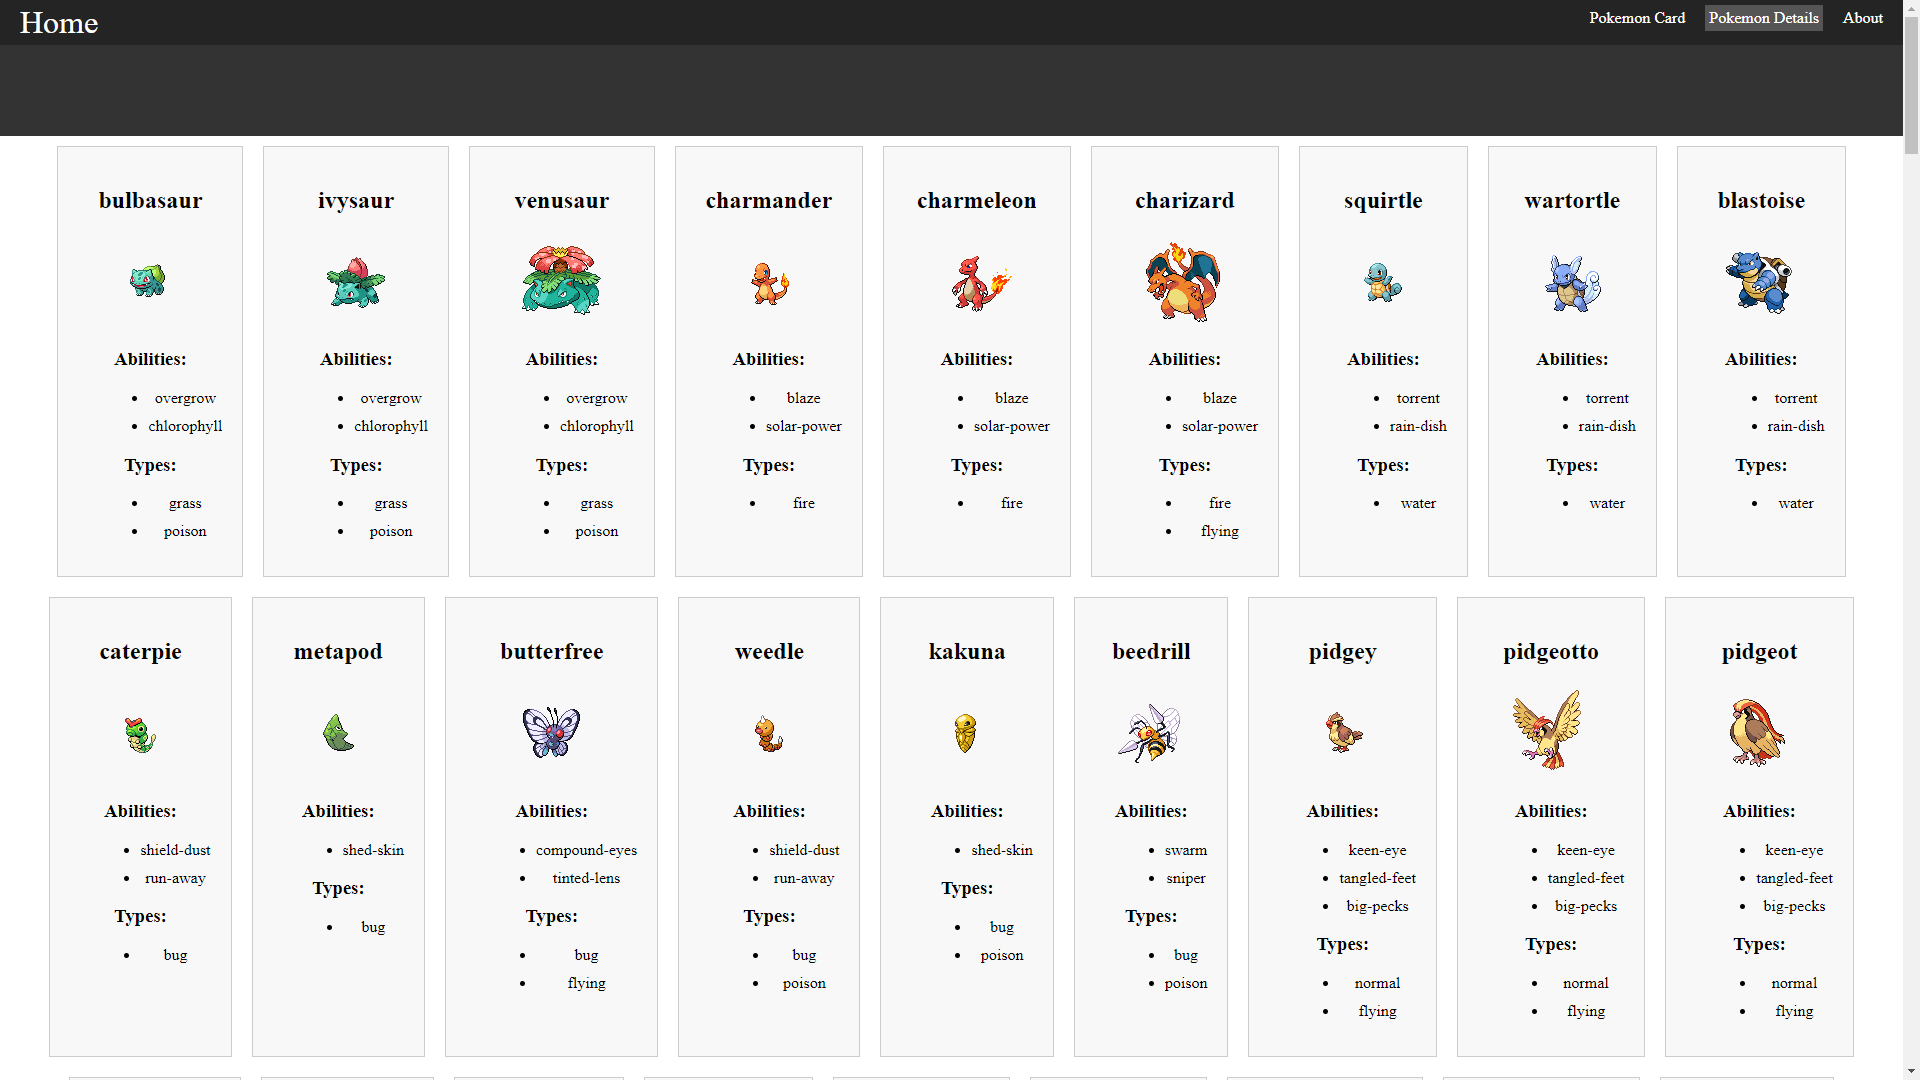 Home
Pokemon Card
Pokemon Details
About
bulbasaur
Abilities:
overgrow
chlorophyll
Types:
grass
poison
ivysaur
Abilities:
overgrow
chlorophyll
Types:
grass
poison
venusaur
Abilities:
overgrow
chlorophyll
Types:
grass
poison
charmander
Abilities:
blaze
solar-power
Types:
fire
charmeleon
Abilities:
blaze
solar-power
Types:
fire
charizard
Abilities:
blaze
solar-power
Types:
fire
flying
squirtle
Abilities:
torrent
rain-dish
Types:
water
wartortle
Abilities:
torrent
rain-dish
Types:
water
blastoise
Abilities:
torrent
rain-dish
Types:
water
caterpie
Abilities:
shield-dust
run-away
Types:
bug
metapod
Abilities:
shed-skin
Types:
bug
butterfree
Abilities:
compound-eyes
tinted-lens
Types:
bug
flying
weedle
Abilities:
shield-dust
run-away
Types:
bug
poison
kakuna
Abilities:
shed-skin
Types:
bug
poison
beedrill
Abilities:
swarm
sniper
Types:
bug
poison
pidgey
Abilities:
keen-eye
tangled-feet
big-pecks
Types:
normal
flying
pidgeotto
Abilities:
keen-eye
tangled-feet
big-pecks
Types:
normal
flying
pidgeot
Abilities:
keen-eye
tangled-feet
big-pecks
Types:
normal
flying